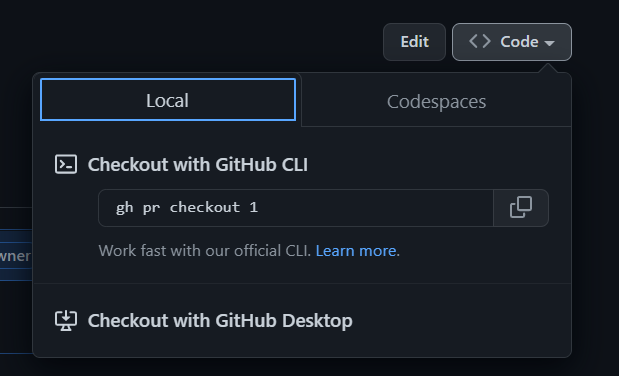 Edit
<> Code
Local
Codespaces
Checkout with GitHub CLI
gh pr checkout 1
Work fast with our official CLI. Learn more.
wner
Checkout with GitHub Desktop